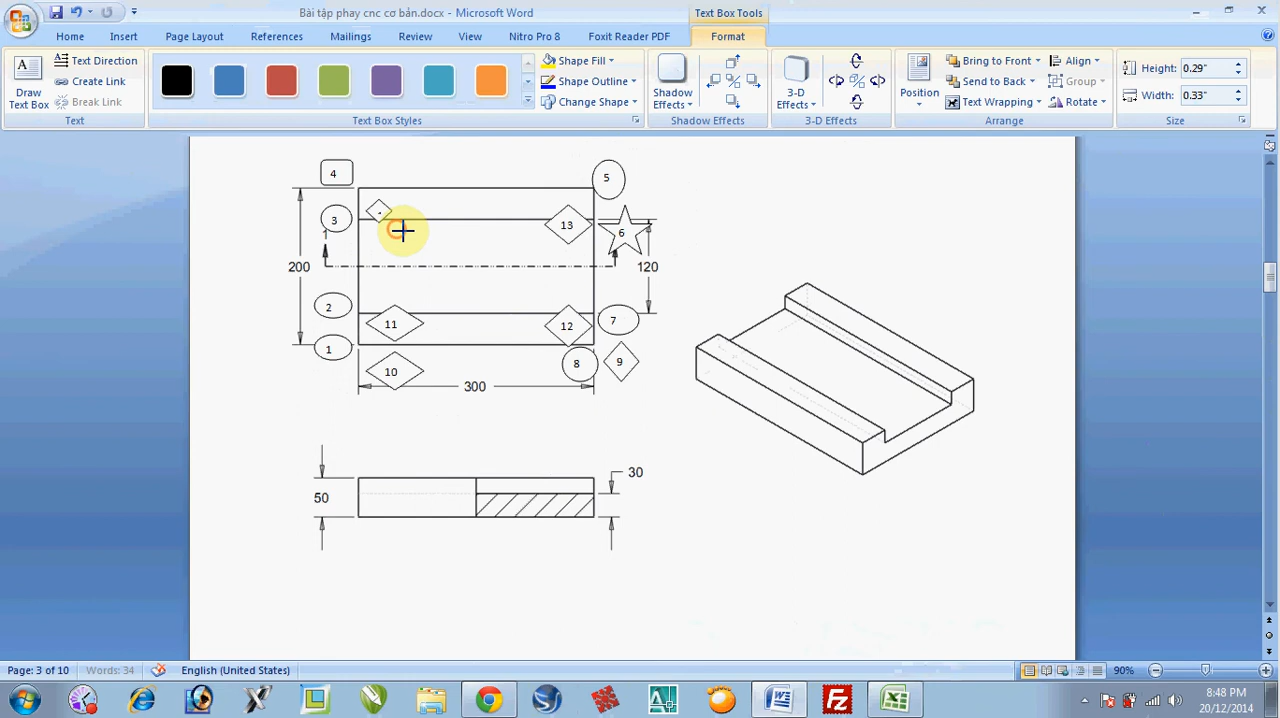 Bài tập phay cnc cơ bản.docx - Microsoft Word
Text Box Tools
Home
Insert
Page Layout
References
Mailings
Review
View
Nitro Pro 8
Foxit Reader PDF
Format
Draw Text Box
Text Direction
Create Link
Break Link
Text
Text Box Styles
Shape Fill
Shape Outline
Change Shape
Shadow Effects
Shadow Effects
3-D Effects
3-D Effects
Position
Bring to Front
Send to Back
Text Wrapping
Align
Group
Rotate
Arrange
Height: 0.29"
Width: 0.33"
Size
4
5
3
13
6
1
200
120
2
11
12
7
1
10
8
9
300
50
30
Page: 3 of 10
Words: 34
English (United States)
90%
8:48 PM
20/12/2014